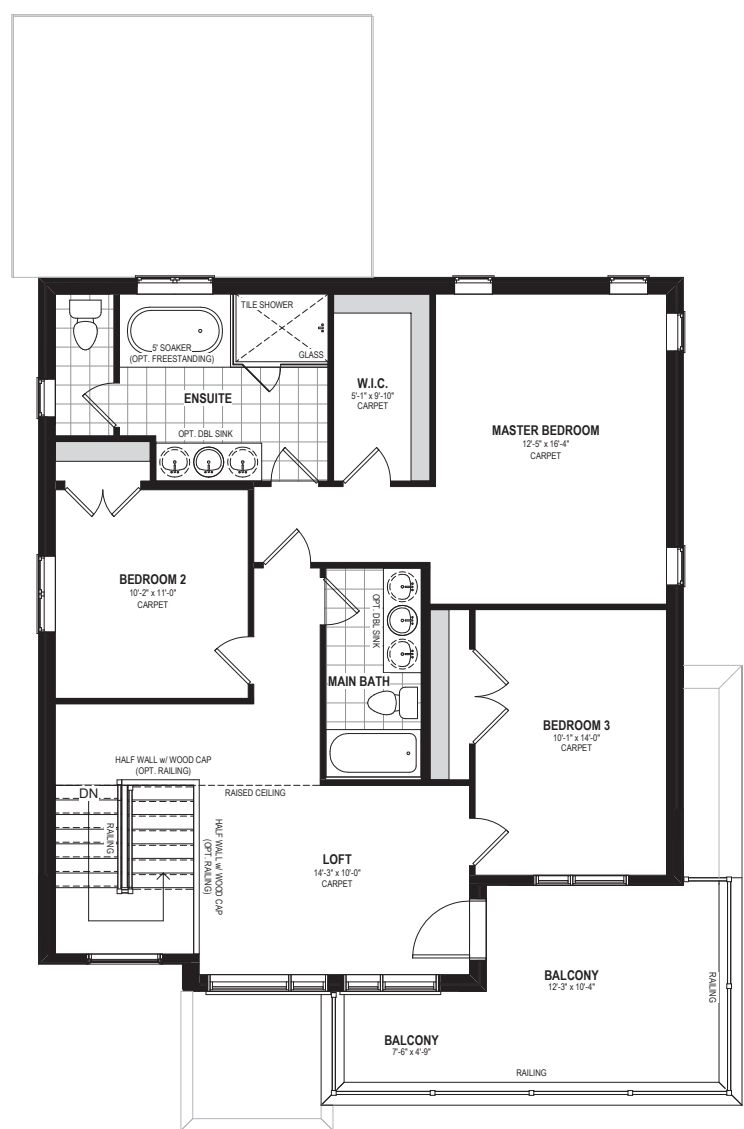 TILE SHOWER
5' SOAKER
(OPT. FREESTANDING)
GLASS
ENSUITE
OPT. DBL SINK
W.I.C.
5'-1" x 9'-10"
CARPET
MASTER BEDROOM
12'-5" x 16'-4"
CARPET
BEDROOM 2
10'-2" x 11'-0"
CARPET
OPT. DBL SINK
MAIN BATH
BEDROOM 3
10'-1" x 14'-0"
CARPET
HALF WALL w/ WOOD CAP
(OPT. RAILING)
DN
RAISED CEILING
RAILING
HALF WALL w/ WOOD CAP
(OPT. RAILING)
LOFT
14'-3" x 10'-0"
CARPET
BALCONY
12'-3" x 10'-4"
RAILING
BALCONY
7'-6" x 4'-9"
RAILING